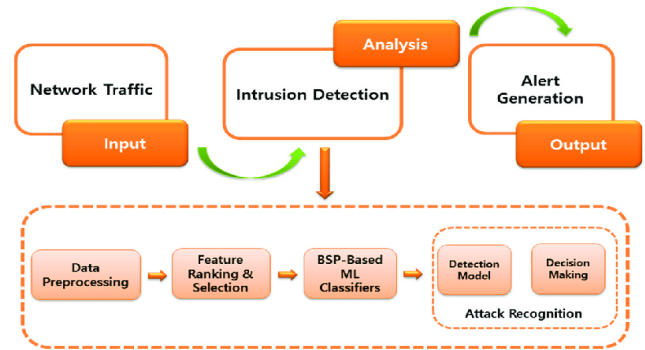 Network Traffic
Input
Intrusion Detection
Analysis
Alert
Generation
Output
Data
Preprocessing
Feature
Ranking &
Selection
BSP-Based
ML
Classifiers
Detection
Model
Decision
Making
Attack Recognition